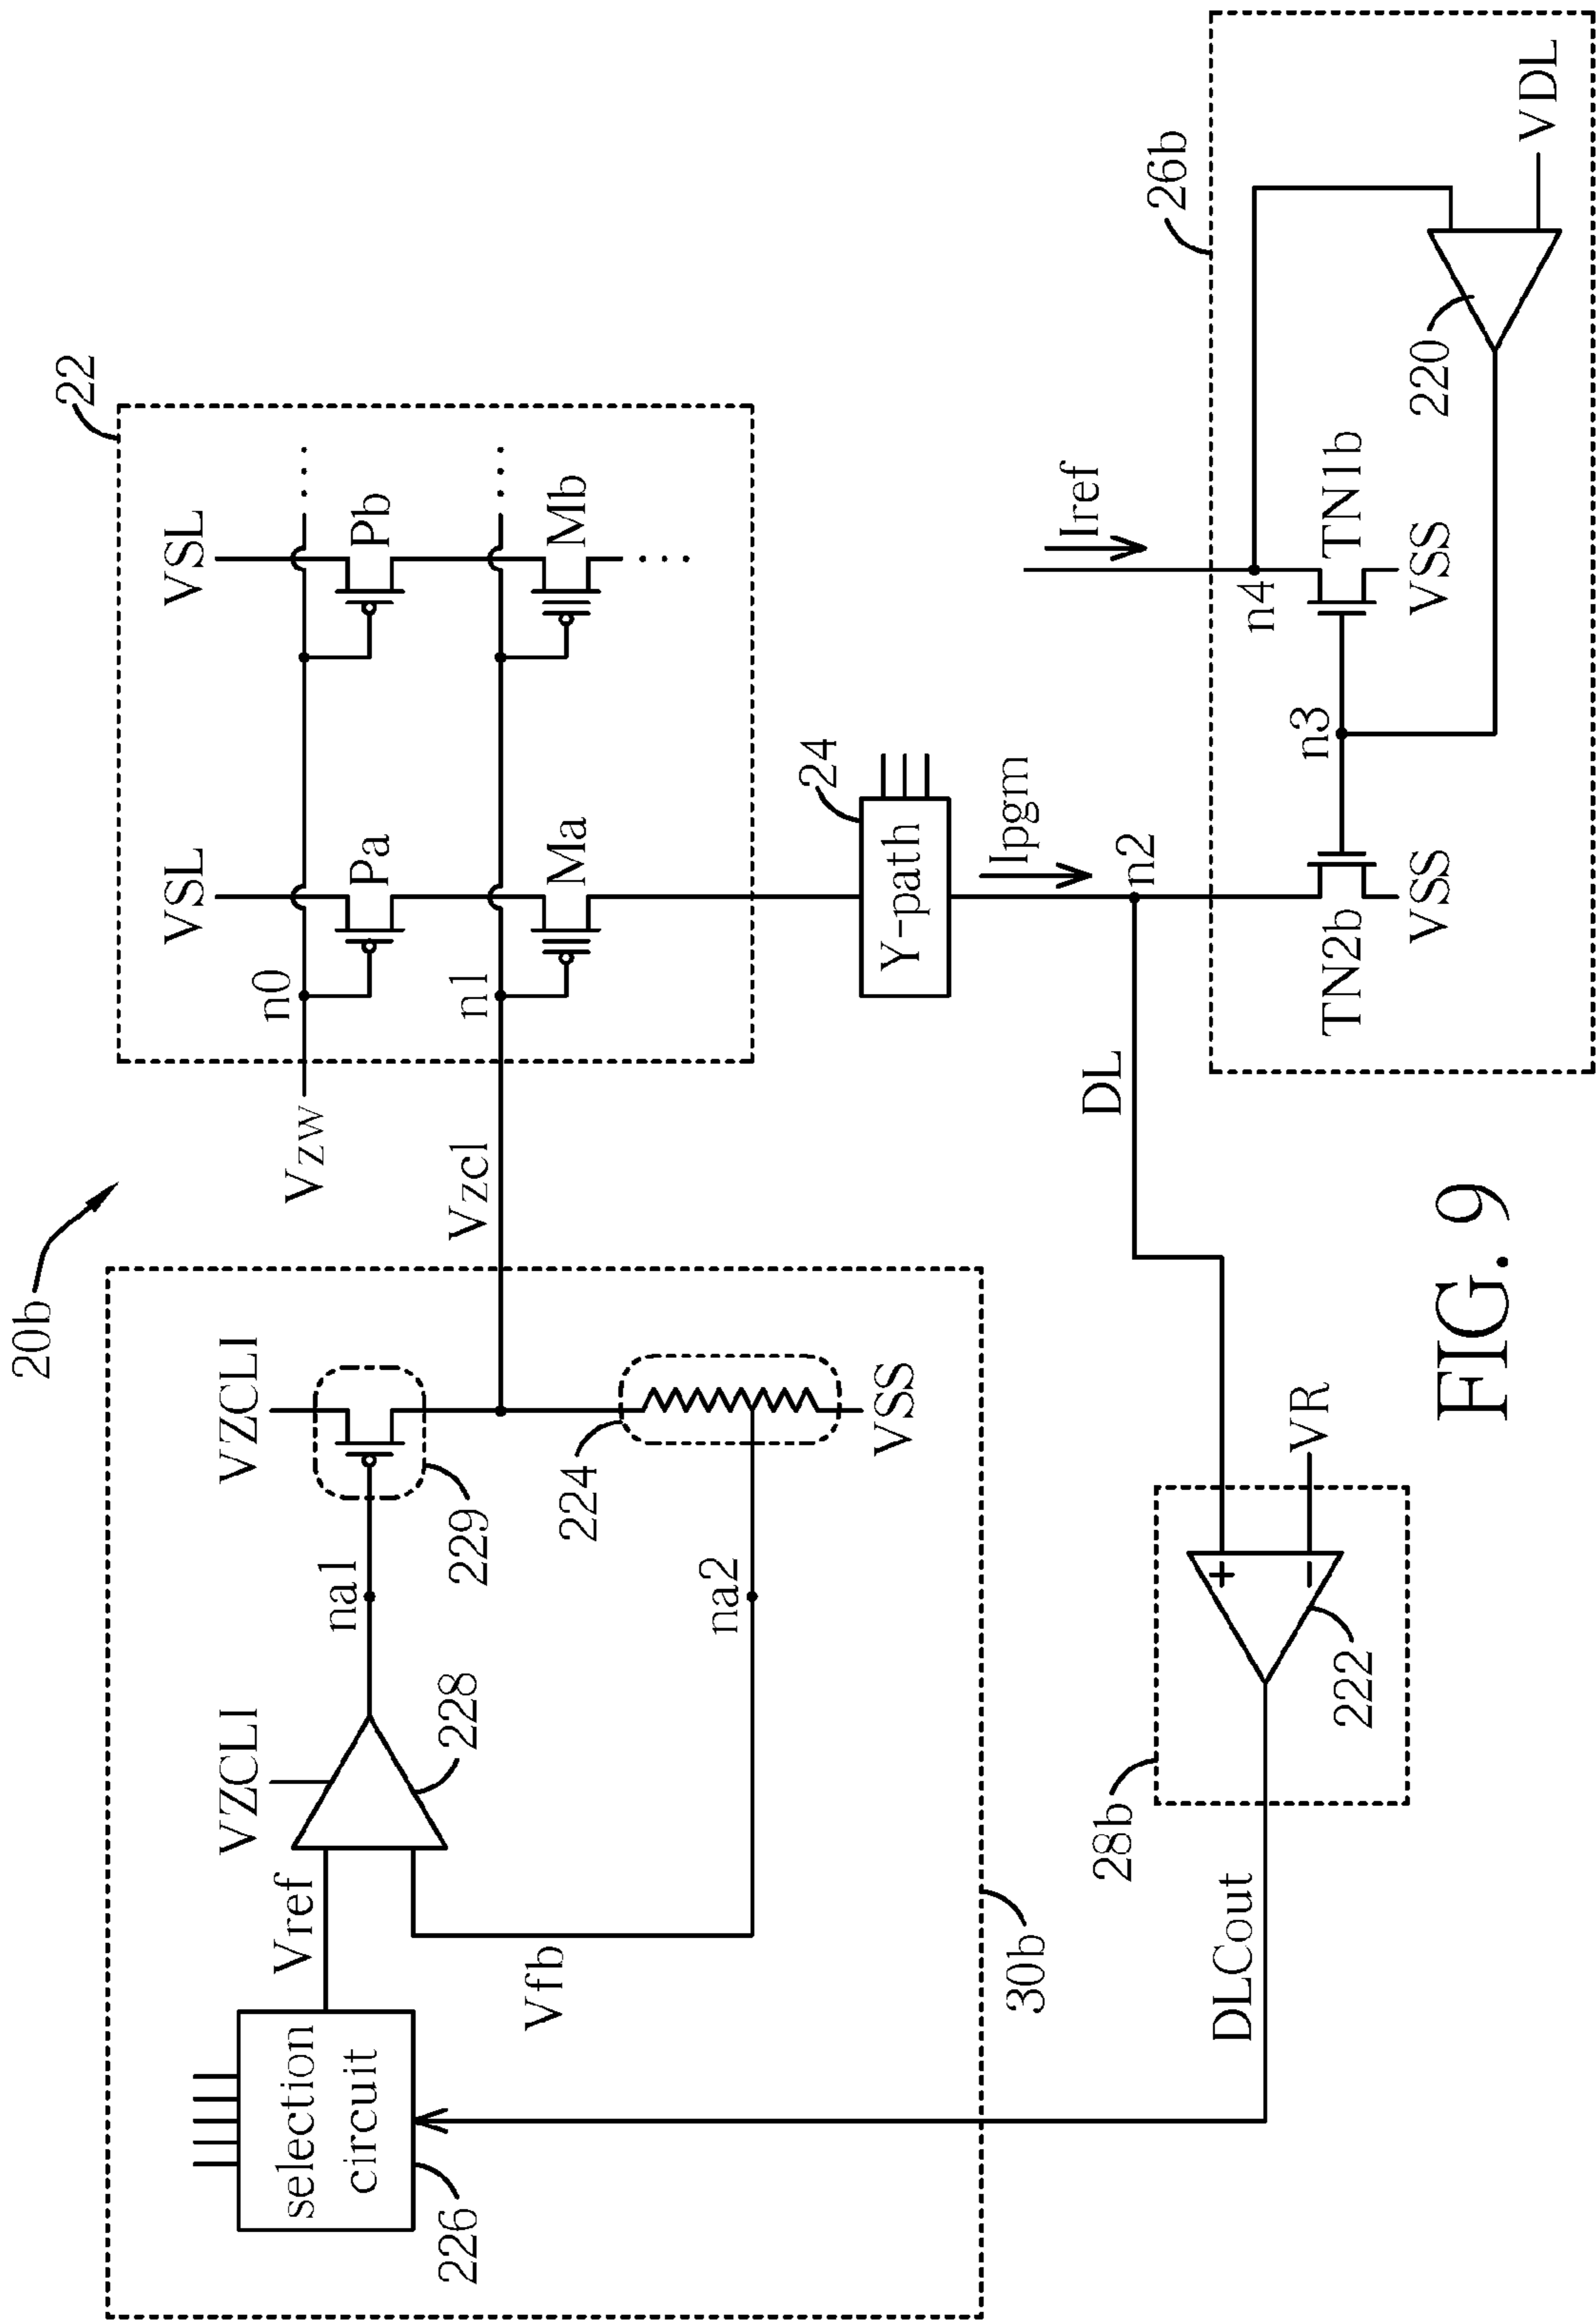 20b
22
VSL
VSL
VZCLI
VZCLI
n0
Pa
Pb
Vzw
Vref
selection
circuit
226
228
na1
229
Vzcl
n1
Ma
Mb
Vfb
na2
224
VSS
30b
24
Y-path
Ipgm
Iref
DL
n2
26b
n4
n3
TN2b
TN1b
VSS
VSS
220
VDL
28b
DLCout
+
−
222
VR
FIG. 9